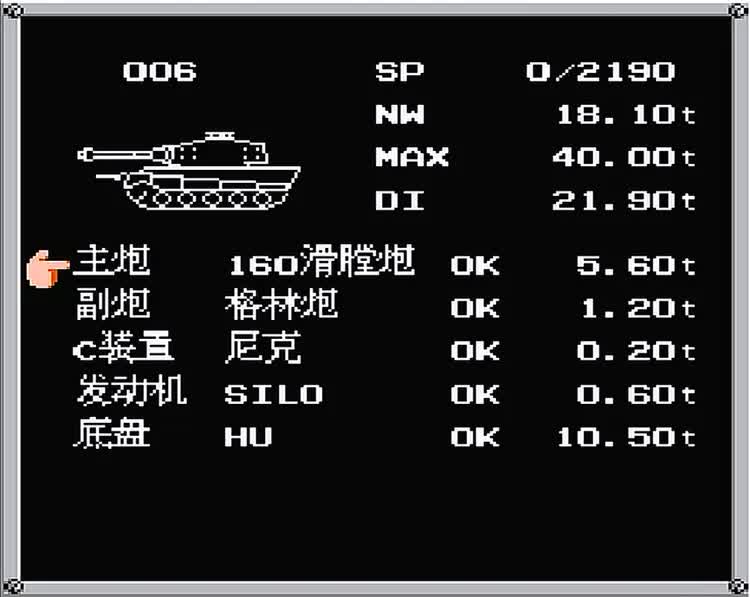 006 SP 0/2190
NW 18.10t
MAX 40.00t
DI 21.90t
主炮 160滑膛炮 OK 5.60t
副炮 格林炮 OK 1.20t
C装置 尼克 OK 0.20t
发动机 SILO OK 0.60t
底盘 HU OK 10.50t